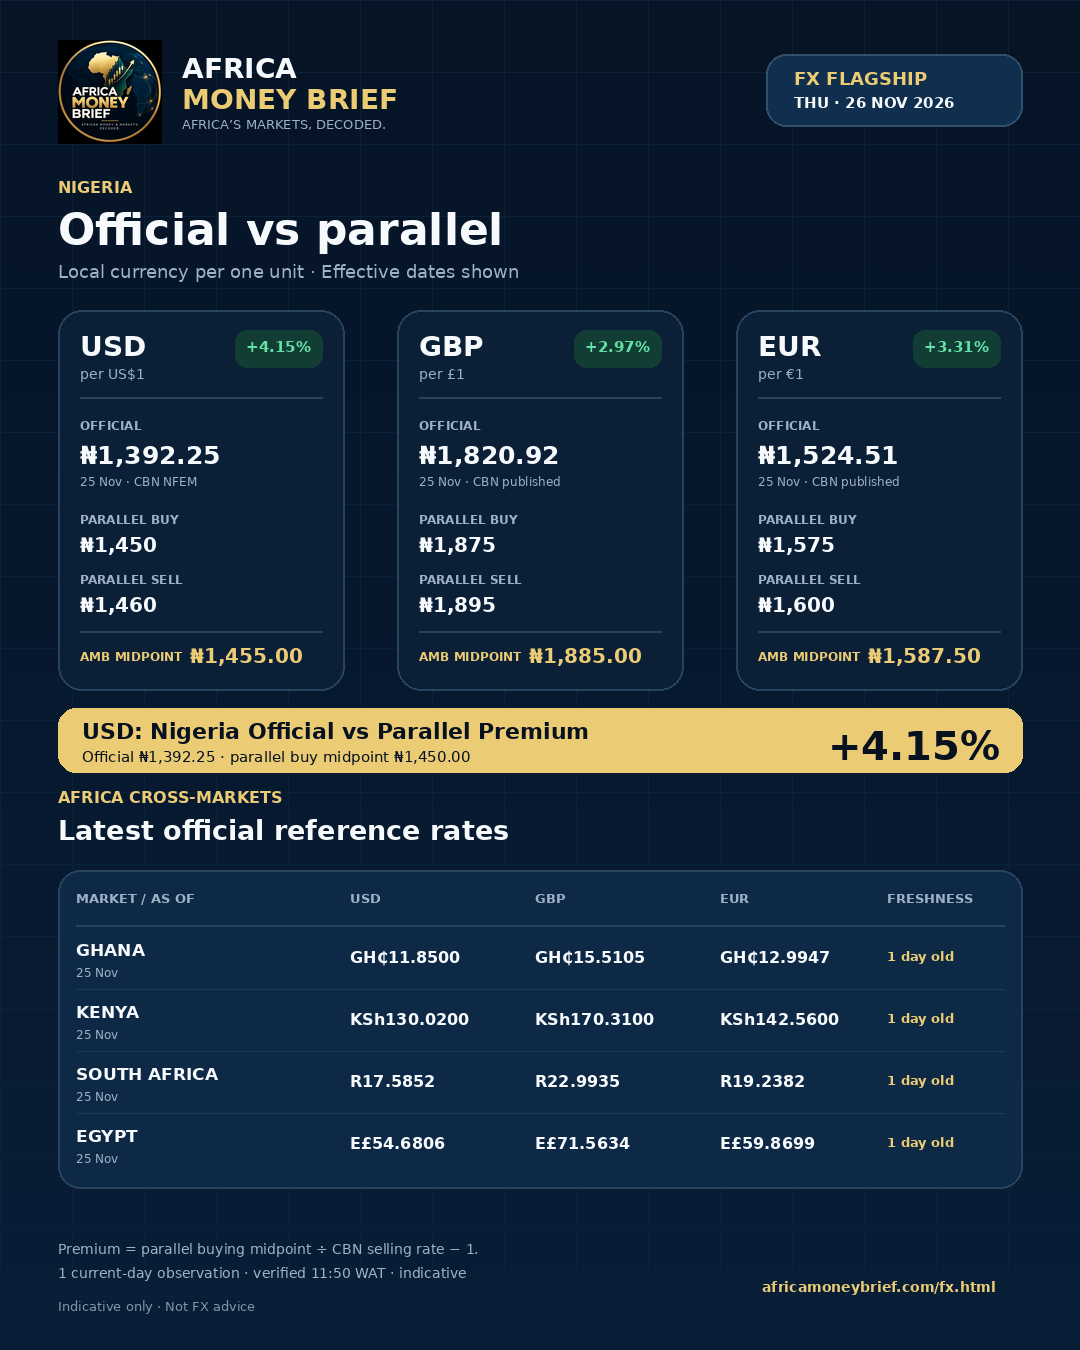 AFRICA
MONEY
BRIEF
AFRICAN MONEY & MARKETS
DECODED
AFRICA
MONEY BRIEF
AFRICA’S MARKETS, DECODED.
FX FLAGSHIP
THU · 26 NOV 2026
NIGERIA
Official vs parallel
Local currency per one unit · Effective dates shown
USD
+4.15%
per US$1
OFFICIAL
₦1,392.25
25 Nov · CBN NFEM
PARALLEL BUY
₦1,450
PARALLEL SELL
₦1,460
AMB MIDPOINT ₦1,455.00
GBP
+2.97%
per £1
OFFICIAL
₦1,820.92
25 Nov · CBN published
PARALLEL BUY
₦1,875
PARALLEL SELL
₦1,895
AMB MIDPOINT ₦1,885.00
EUR
+3.31%
per €1
OFFICIAL
₦1,524.51
25 Nov · CBN published
PARALLEL BUY
₦1,575
PARALLEL SELL
₦1,600
AMB MIDPOINT ₦1,587.50
USD: Nigeria Official vs Parallel Premium
Official ₦1,392.25 · parallel buy midpoint ₦1,450.00
+4.15%
AFRICA CROSS-MARKETS
Latest official reference rates
MARKET / AS OF USD GBP EUR FRESHNESS
GHANA
25 Nov
GH₵11.8500 GH₵15.5105 GH₵12.9947 1 day old
KENYA
25 Nov
KSh130.0200 KSh170.3100 KSh142.5600 1 day old
SOUTH AFRICA
25 Nov
R17.5852 R22.9935 R19.2382 1 day old
EGYPT
25 Nov
E£54.6806 E£71.5634 E£59.8699 1 day old
Premium = parallel buying midpoint ÷ CBN selling rate − 1.
1 current-day observation · verified 11:50 WAT · indicative
Indicative only · Not FX advice
africamoneybrief.com/fx.html